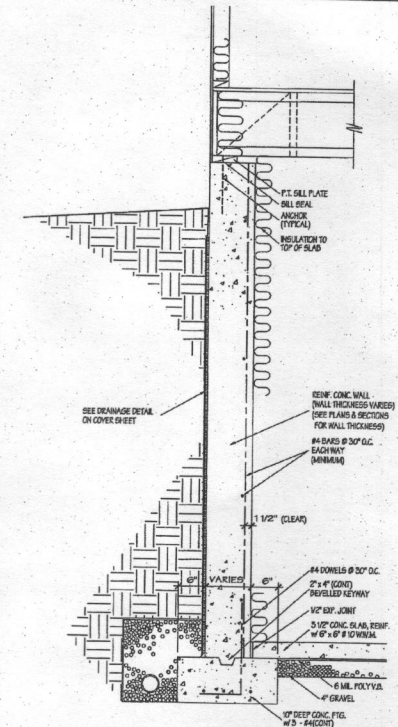 P.T. SILL PLATE
SILL SEAL
ANCHOR
(TYPICAL)
INSULATION TO
TOP OF SLAB
SEE DRAINAGE DETAIL
ON COVER SHEET
REINF. CONC. WALL
(WALL THICKNESS VARIES)
(SEE PLANS & SECTIONS
FOR WALL THICKNESS)
#4 BARS @ 30" O.C.
EACH WAY
(MINIMUM)
1 1/2" (CLEAR)
6" VARIES 6"
#4 DOWELS @ 30" O.C.
2" x 4" (CONT)
BEVELLED KEYWAY
1/2" EXP. JOINT
3 1/2" CONC. SLAB, REINF.
w/ 6" x 6" # 10 W.W.M.
6 MIL. POLY V.B.
4" GRAVEL
10" DEEP CONC. FTG.
w/ 3 - #4(CONT)